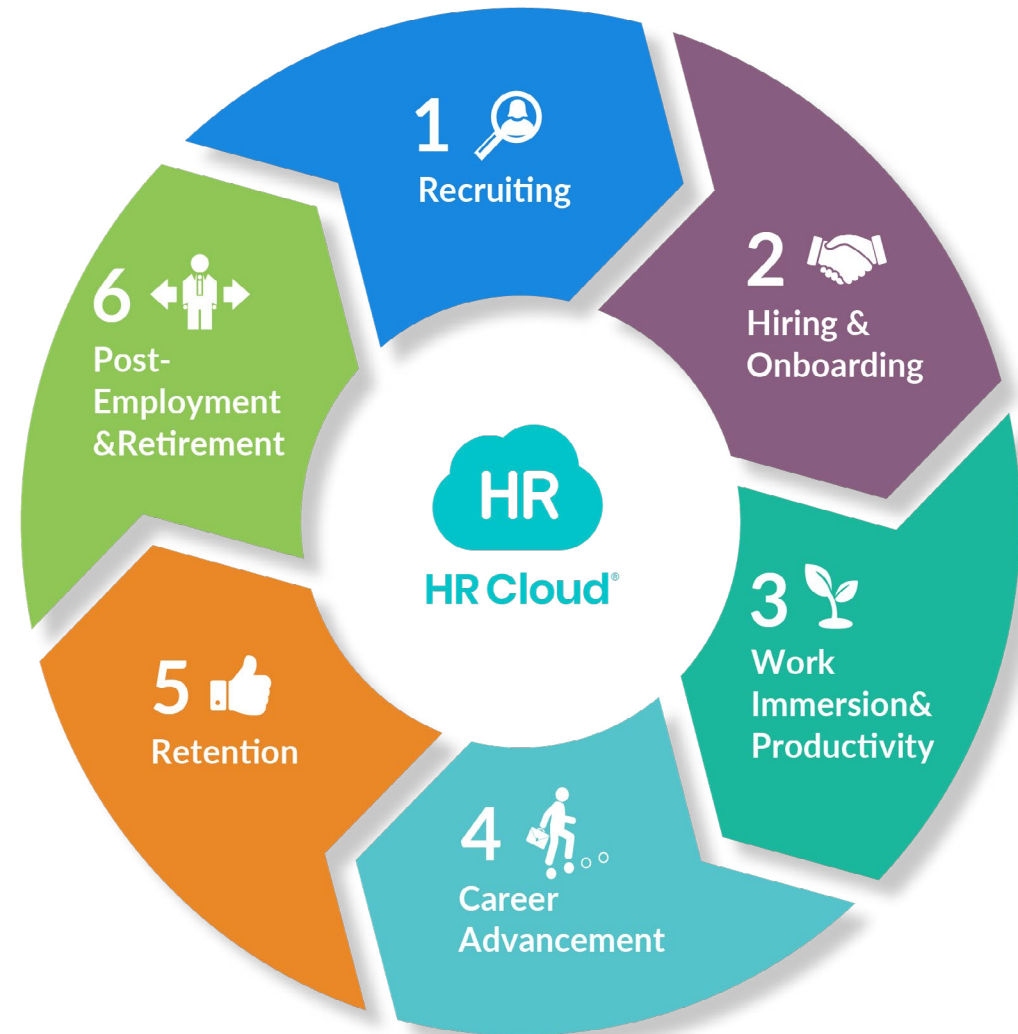 1
Recruiting
2
Hiring &
Onboarding
3
Work
Immersion&
Productivity
4
Career
Advancement
5
Retention
6
Post-
Employment
&Retirement
HR
HR Cloud®